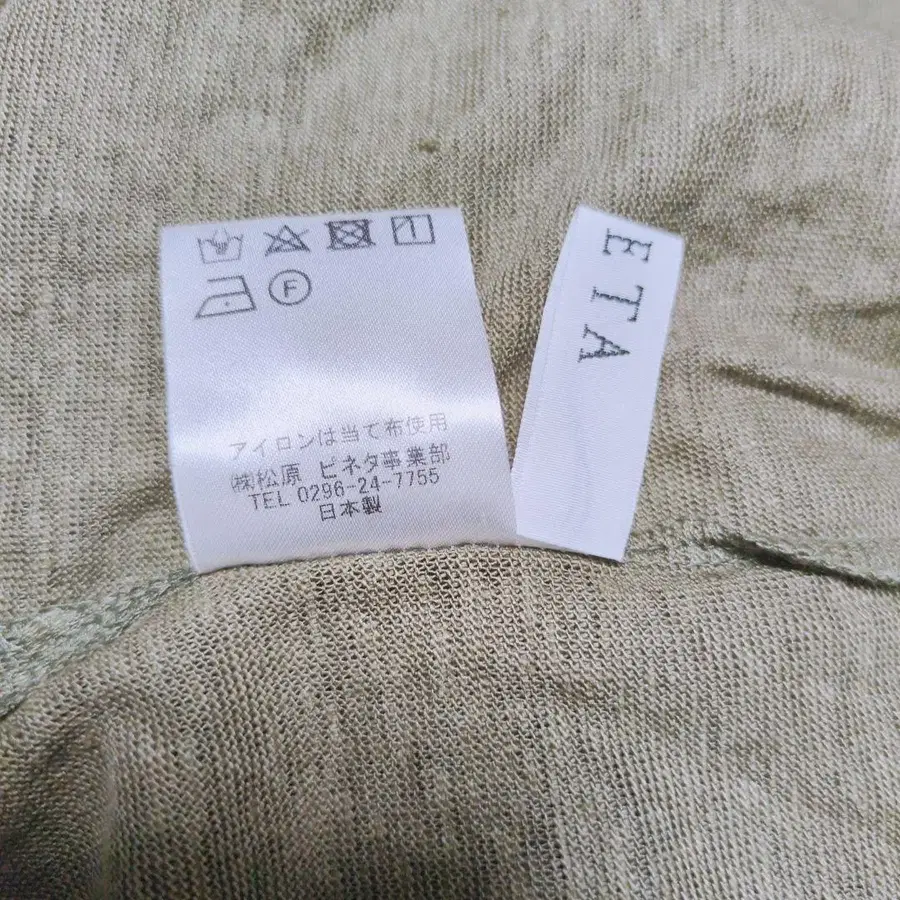 F
アイロンは当て布使用
㈱松原 ピネタ事業部
TEL 0296-24-7755
日本製
ETA